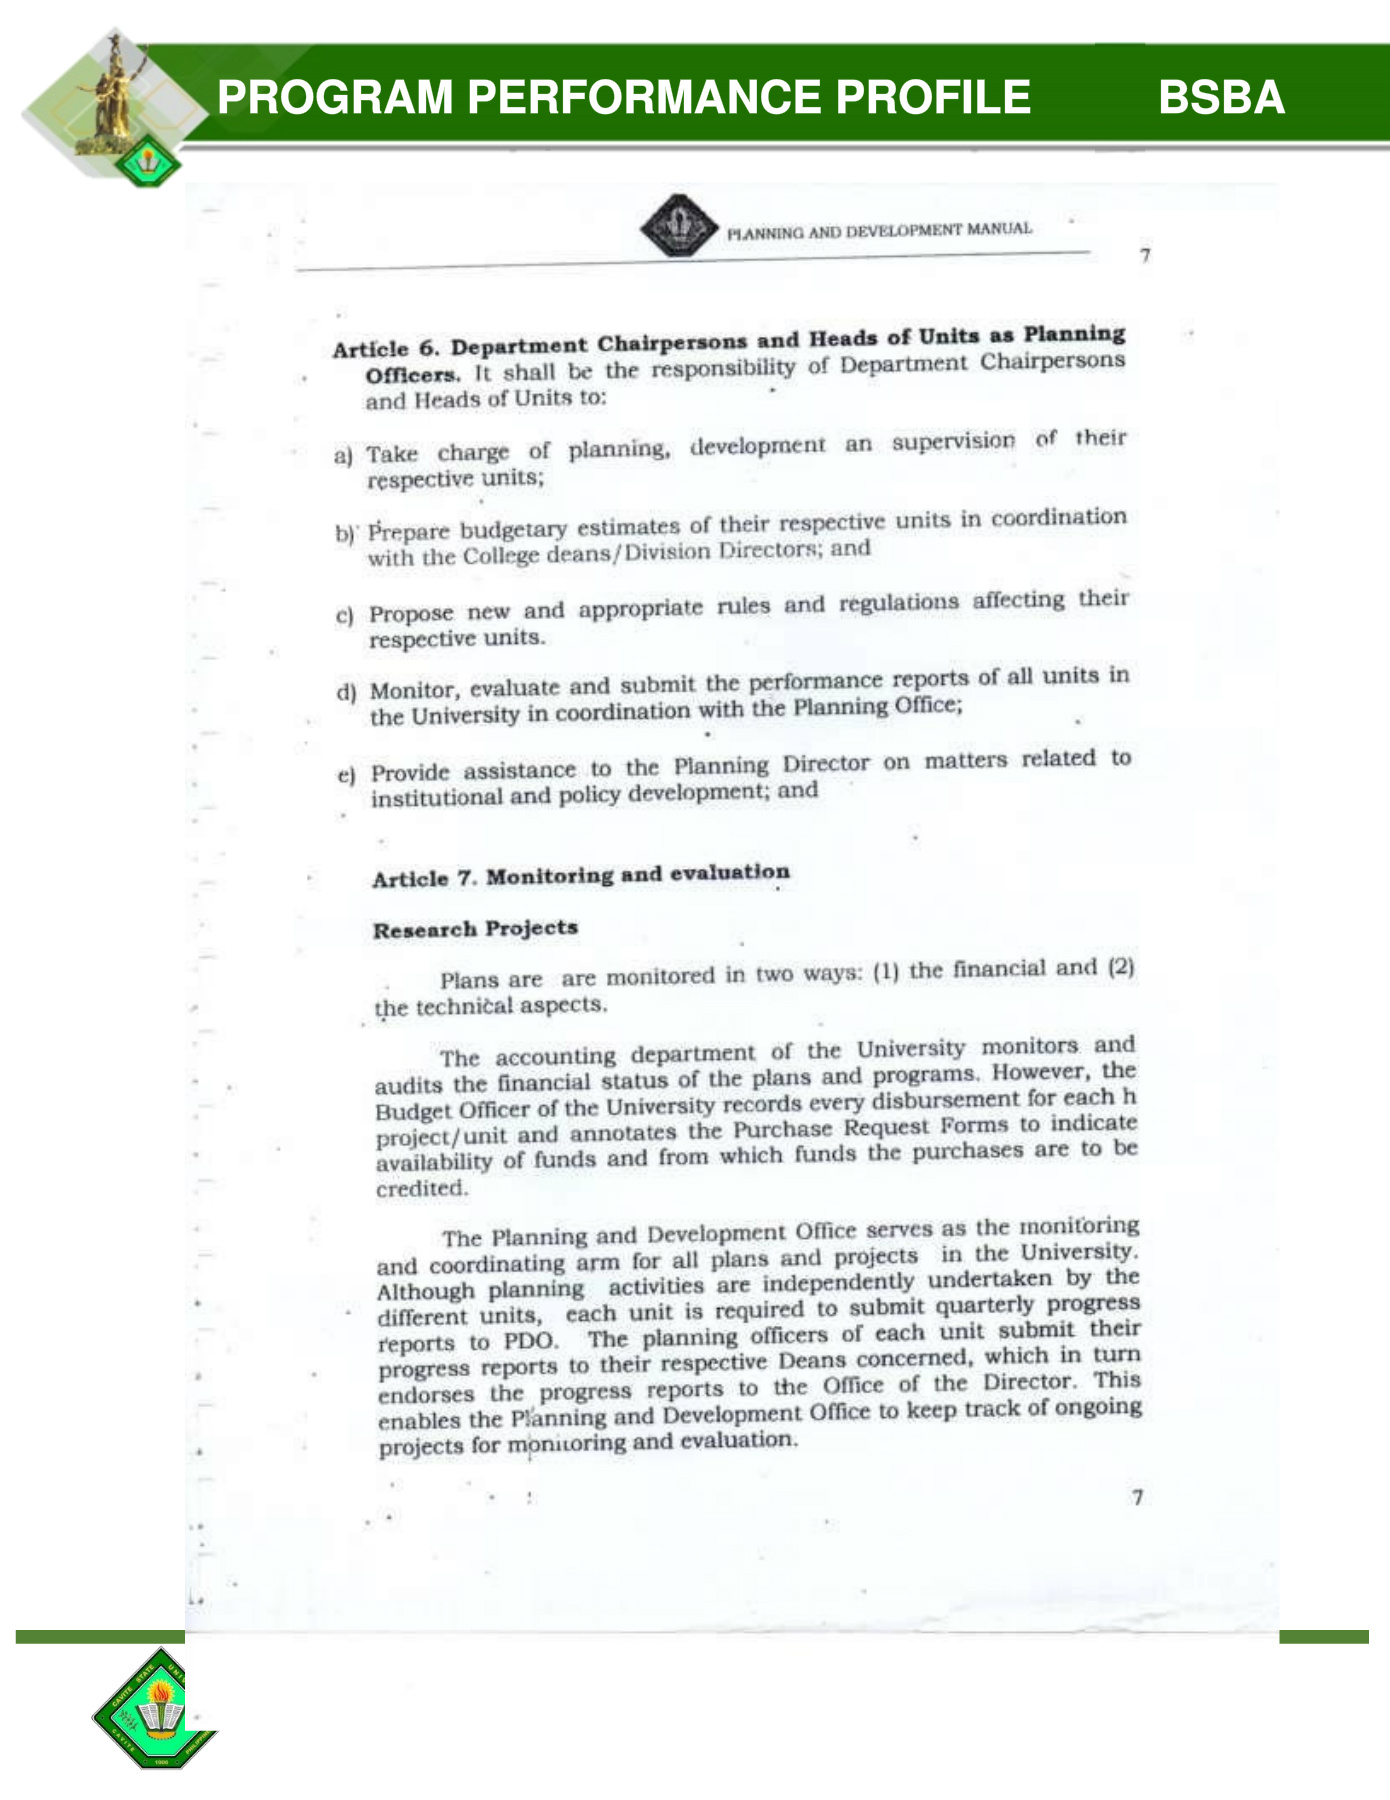 PROGRAM PERFORMANCE PROFILE BSBA
PLANNING AND DEVELOPMENT MANUAL
7
Article 6. Department Chairpersons and Heads of Units as Planning
Officers. It shall be the responsibility of Department Chairpersons
and Heads of Units to:
a) Take charge of planning, development an supervision of their
respective units;
b) Prepare budgetary estimates of their respective units in coordination
with the College deans/Division Directors; and
c) Propose new and appropriate rules and regulations affecting their
respective units.
d) Monitor, evaluate and submit the performance reports of all units in
the University in coordination with the Planning Office;
e) Provide assistance to the Planning Director on matters related to
institutional and policy development; and
Article 7. Monitoring and evaluation
Research Projects
Plans are are monitored in two ways: (1) the financial and (2)
the technical aspects.
The accounting department of the University monitors and
audits the financial status of the plans and programs. However, the
Budget Officer of the University records every disbursement for each h
project/unit and annotates the Purchase Request Forms to indicate
availability of funds and from which funds the purchases are to be
credited.
The Planning and Development Office serves as the monitoring
and coordinating arm for all plans and projects in the University.
Although planning activities are independently undertaken by the
different units, each unit is required to submit quarterly progress
reports to PDO. The planning officers of each unit submit their
progress reports to their respective Deans concerned, which in turn
endorses the progress reports to the Office of the Director. This
enables the Planning and Development Office to keep track of ongoing
projects for monitoring and evaluation.
7
CAVITE STATE
CAVITE
1906